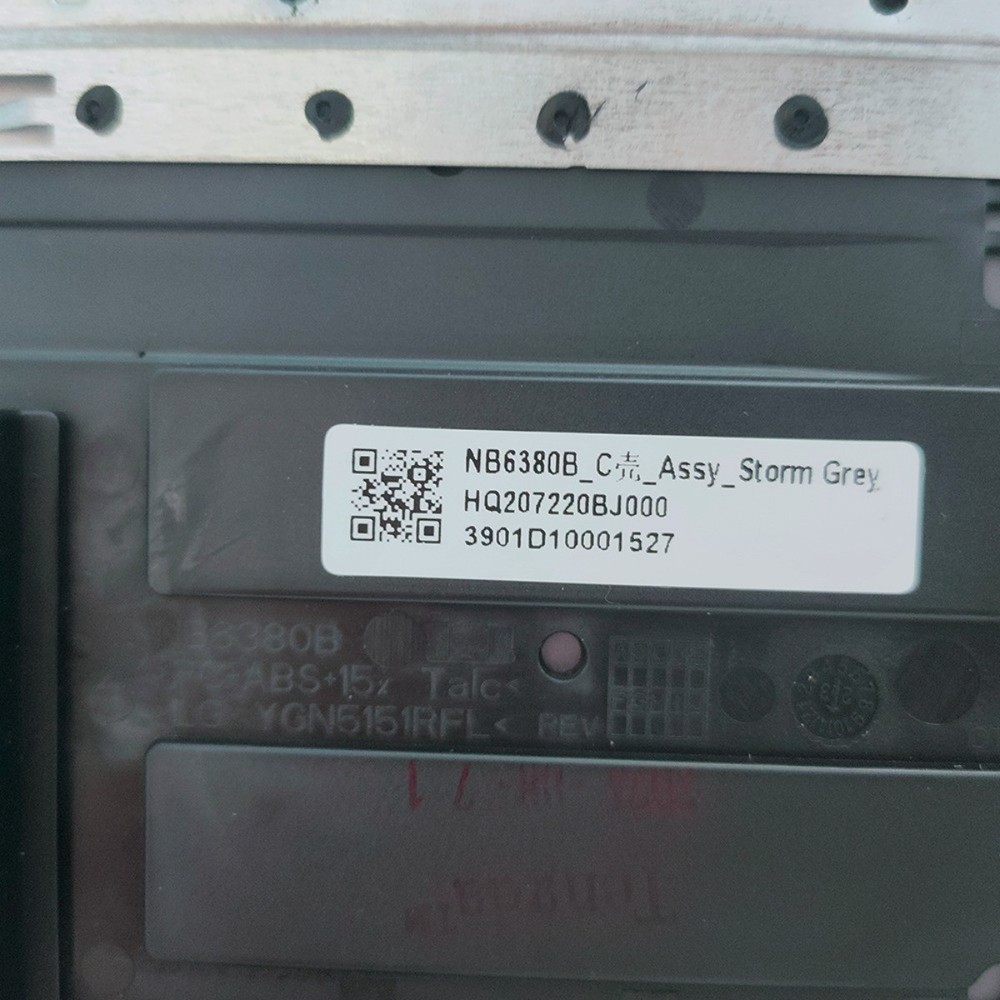 NB6380B_C壳_Assy_Storm Grey
HQ207220BJ000
3901D10001527
B6380B
ABS+15% Talc<
YGN5151RFL< REV